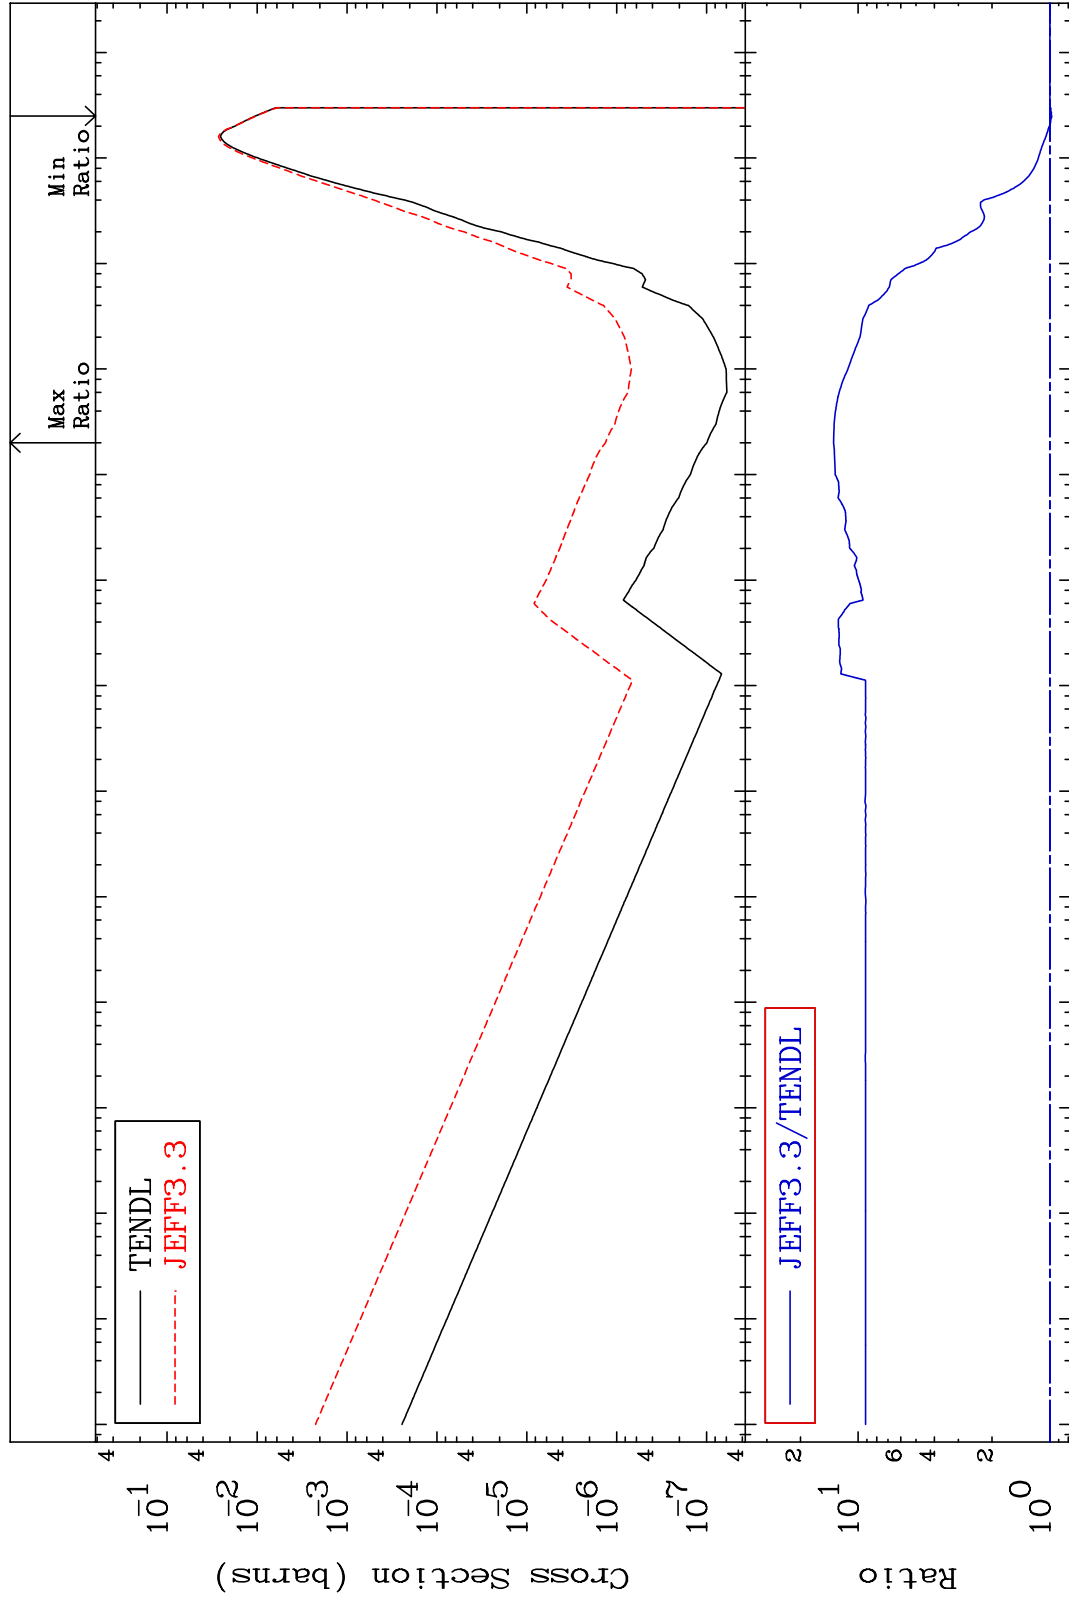 Min
Ratio
Max
Ratio
TENDL
JEFF3.3
Cross Section (barns)
10^-1
4
10^-2
4
10^-3
4
10^-4
4
10^-5
4
10^-6
4
10^-7
4
4
JEFF3.3/TENDL
Ratio
2
10^1
6
4
2
10^0